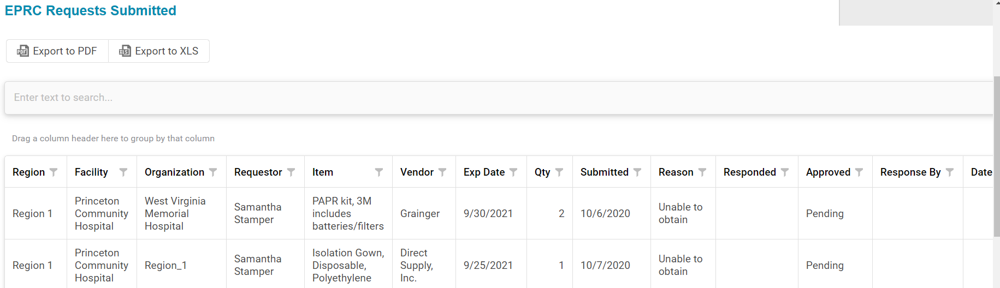 EPRC Requests Submitted
Export to PDF
Export to XLS
Enter text to search...
Drag a column header here to group by that column
Region Facility Organization Requestor Item Vendor Exp Date Qty Submitted Reason Responded Approved Response By Date
Region 1
Princeton
Community
Hospital
West Virginia
Memorial
Hospital
Samantha
Stamper
PAPR kit, 3M
includes
batteries/filters
Grainger
9/30/2021
2
10/6/2020
Unable to
obtain
Pending
Region 1
Princeton
Community
Hospital
Region_1
Samantha
Stamper
Isolation Gown,
Disposable,
Polyethylene
Direct
Supply,
Inc.
9/25/2021
1
10/7/2020
Unable to
obtain
Pending